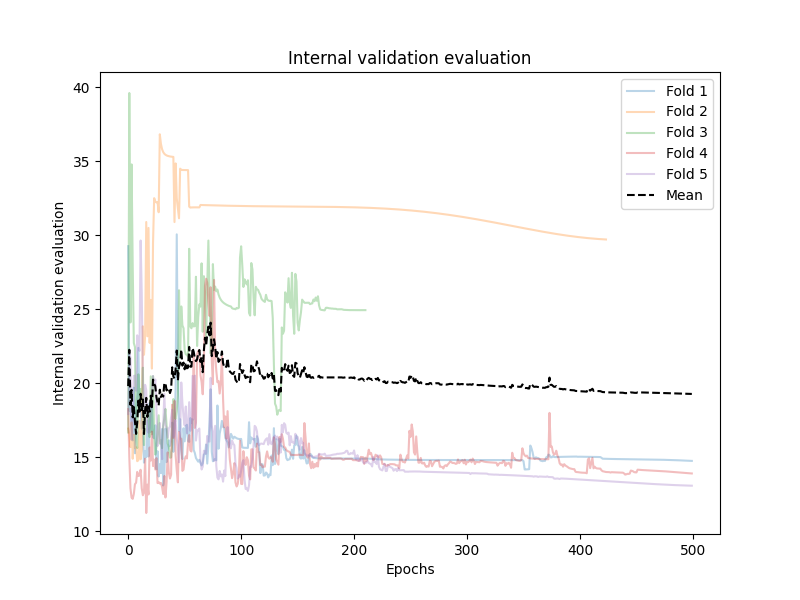 Internal validation evaluation
Internal validation evaluation
40
35
30
25
20
15
10
0
100
200
300
400
500
Epochs
Fold 1
Fold 2
Fold 3
Fold 4
Fold 5
Mean